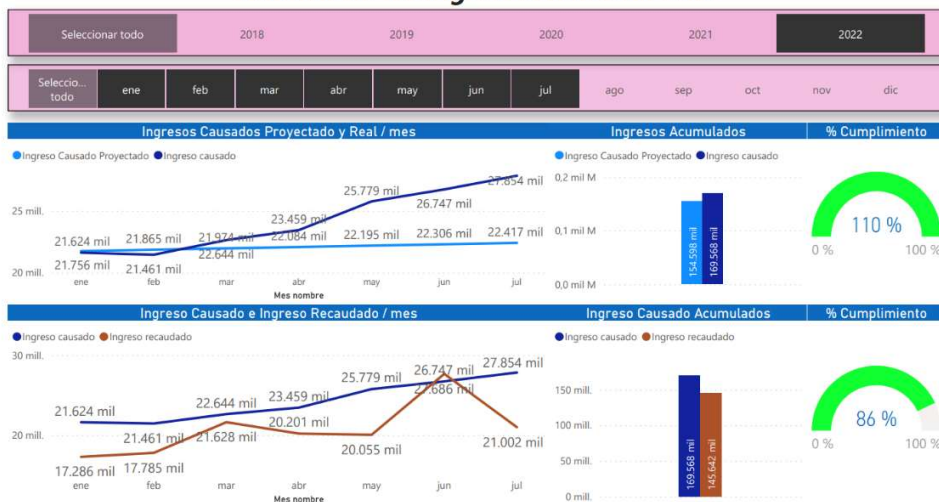 Seleccionar todo 2018 2019 2020 2021 2022
Seleccio... todo ene feb mar abr may jun jul ago sep oct nov dic
Ingresos Causados Proyectado y Real / mes
Ingreso Causado Proyectado Ingreso causado
25 mill.
20 mill.
21.624 mil 21.865 mil 21.974 mil 23.459 mil 25.779 mil 26.747 mil 27.854 mil
21.756 mil 21.461 mil 22.644 mil 22.084 mil 22.195 mil 22.306 mil 22.417 mil
ene feb mar abr may jun jul
Mes nombre
Ingresos Acumulados
Ingreso Causado Proyectado Ingreso causado
0,2 mil M
0,1 mil M
0,0 mil M
154.598 mil
169.568 mil
% Cumplimiento
110 %
0 % 100 %
Ingreso Causado e Ingreso Recaudado / mes
Ingreso causado Ingreso recaudado
30 mill.
20 mill.
21.624 mil 21.461 mil 22.644 mil 23.459 mil 25.779 mil 26.747 mil 27.854 mil
17.286 mil 17.785 mil 21.628 mil 20.201 mil 20.055 mil 27.686 mil 21.002 mil
ene feb mar abr may jun jul
Mes nombre
Ingreso Causado Acumulados
Ingreso causado Ingreso recaudado
150 mill.
100 mill.
50 mill.
0 mill.
169.568 mil
145.642 mil
% Cumplimiento
86 %
0 % 100 %